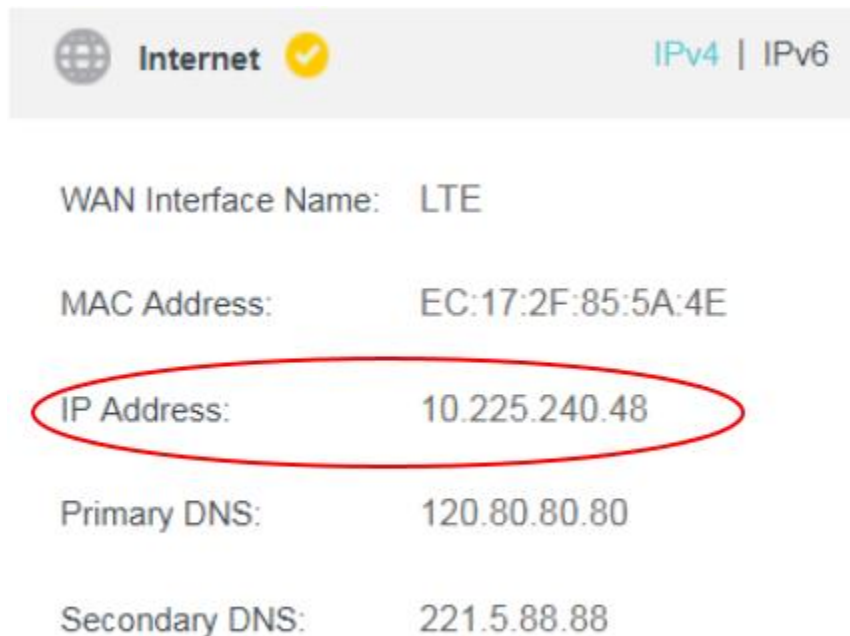 Internet IPv4 | IPv6
WAN Interface Name: LTE
MAC Address: EC:17:2F:85:5A:4E
IP Address: 10.225.240.48
Primary DNS: 120.80.80.80
Secondary DNS: 221.5.88.88